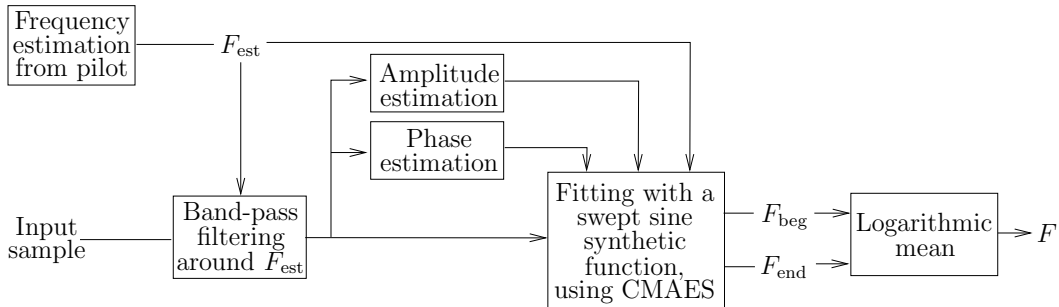 Frequency
estimation
from pilot
F_est
Amplitude
estimation
Phase
estimation
Input
sample
Band-pass
filtering
around F_est
Fitting with a
swept sine
synthetic
function,
using CMAES
F_beg
F_end
Logarithmic
mean
F